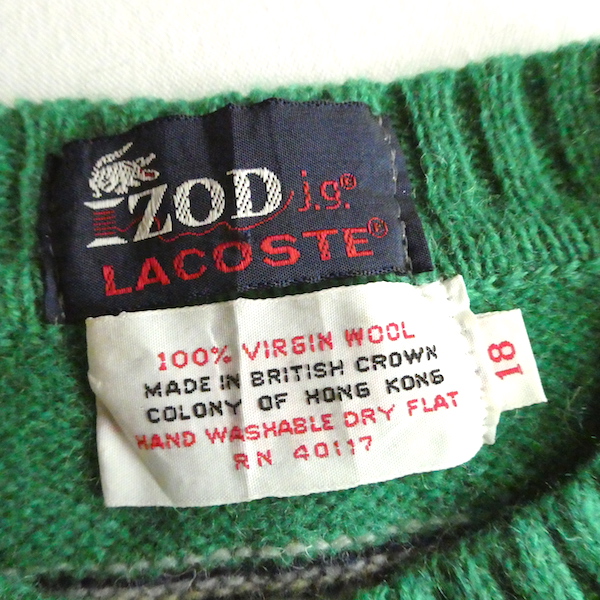 IZOD j.g.®
LACOSTE®
100% VIRGIN WOOL
MADE IN BRITISH CROWN
COLONY OF HONG KONG
HAND WASHABLE DRY FLAT
RN 40117
18